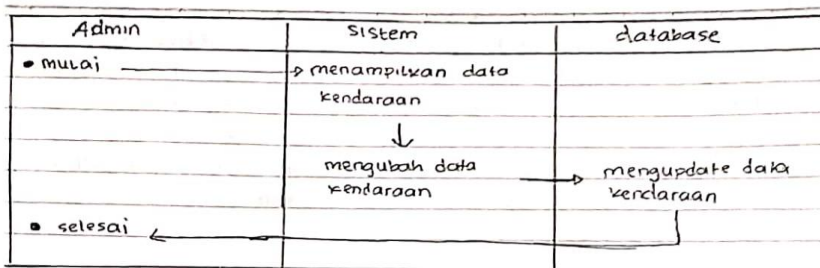 Admin
Sistem
database
• mulai
menampilkan data
kendaraan
mengubah data
kendaraan
mengupdate data
kendaraan
• selesai